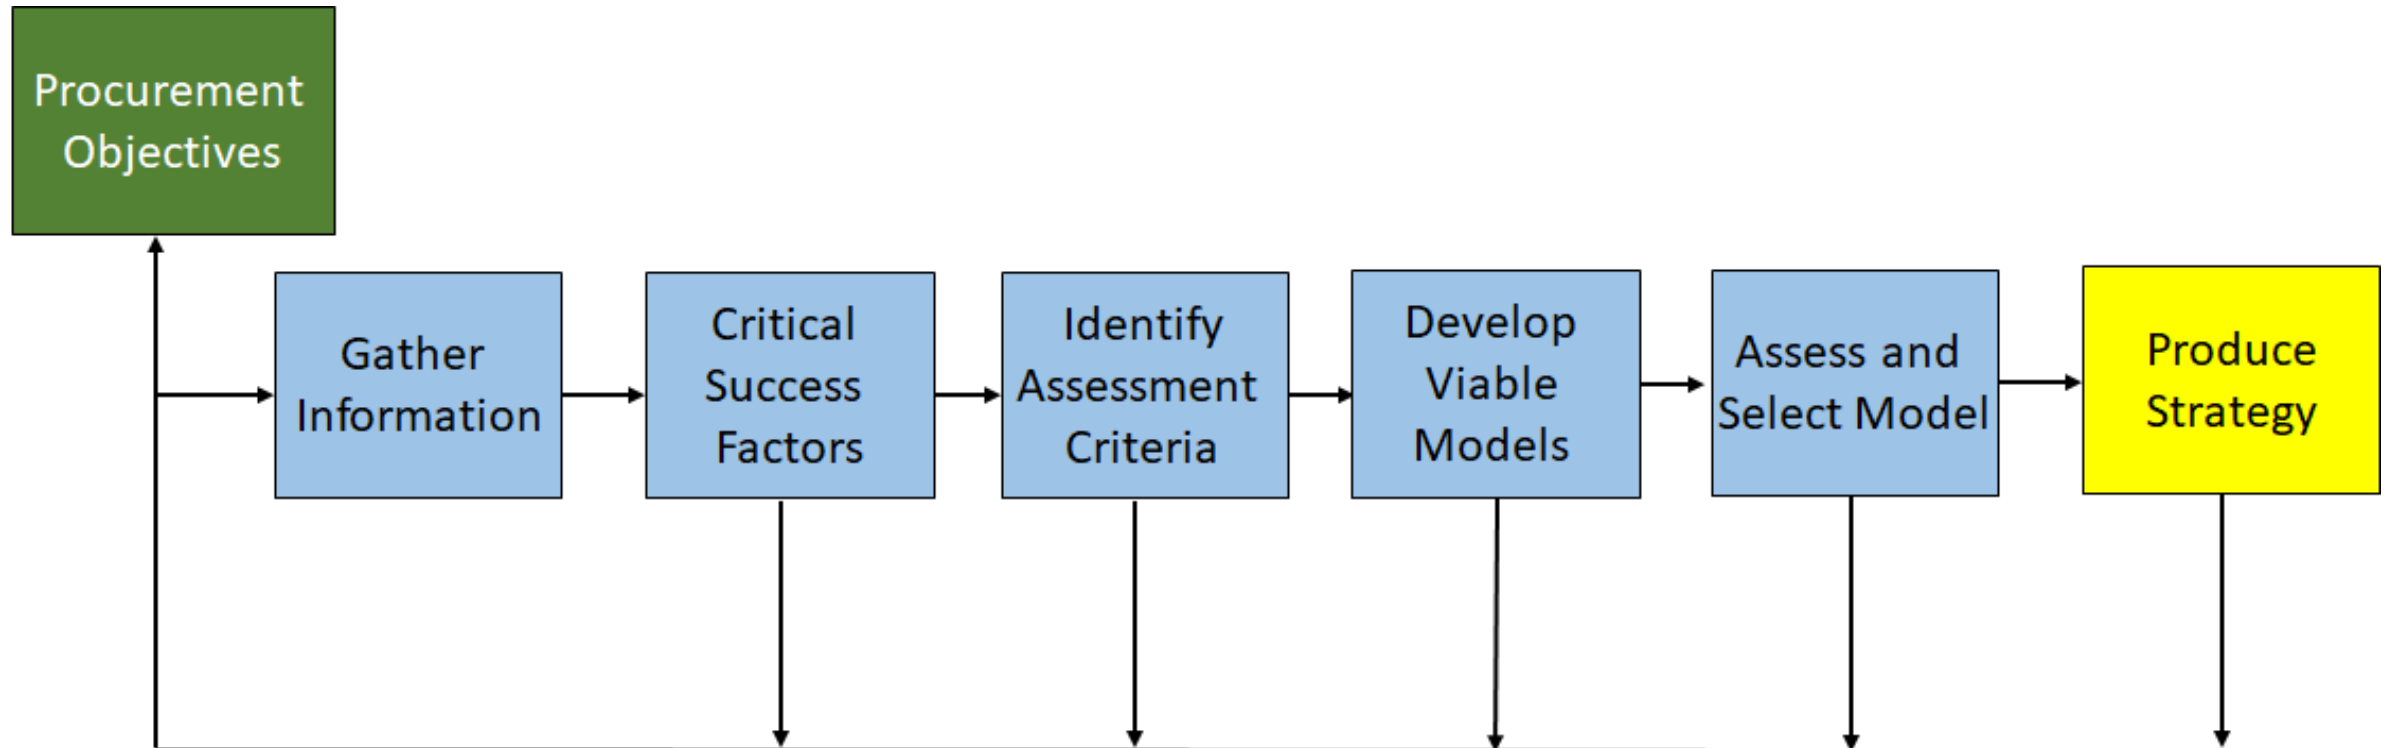 Procurement
Objectives
Gather
Information
Critical
Success
Factors
Identify
Assessment
Criteria
Develop
Viable
Models
Assess and
Select Model
Produce
Strategy